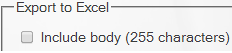 Export to Excel
Include body (255 characters)